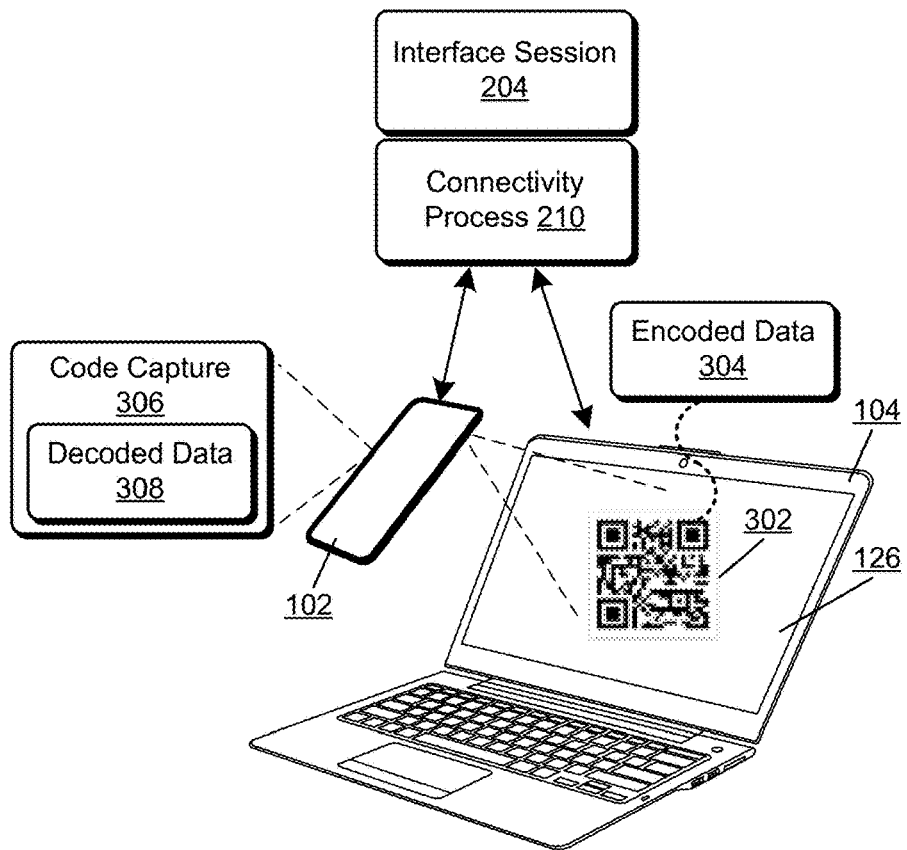 Interface Session
204
Connectivity
Process 210
Encoded Data
304
Code Capture
306
Decoded Data
308
104
302
126
102